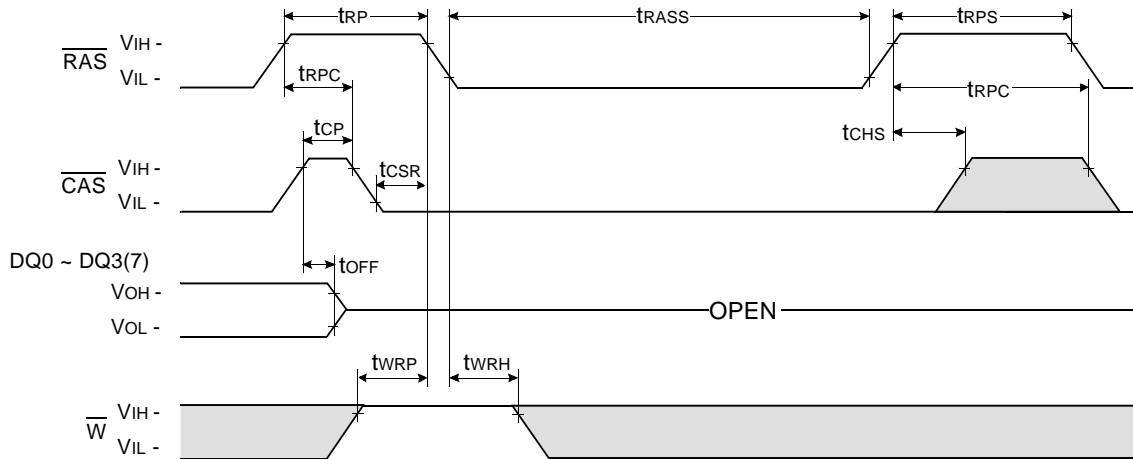 tRP
tRASS
tRPS
RAS
VIH -
VIL -
tRPC
tRPC
tCP
tCHS
CAS
VIH -
VIL -
tCSR
DQ0 ~ DQ3(7)
tOFF
VOH -
VOL -
OPEN
tWRP
tWRH
W
VIH -
VIL -